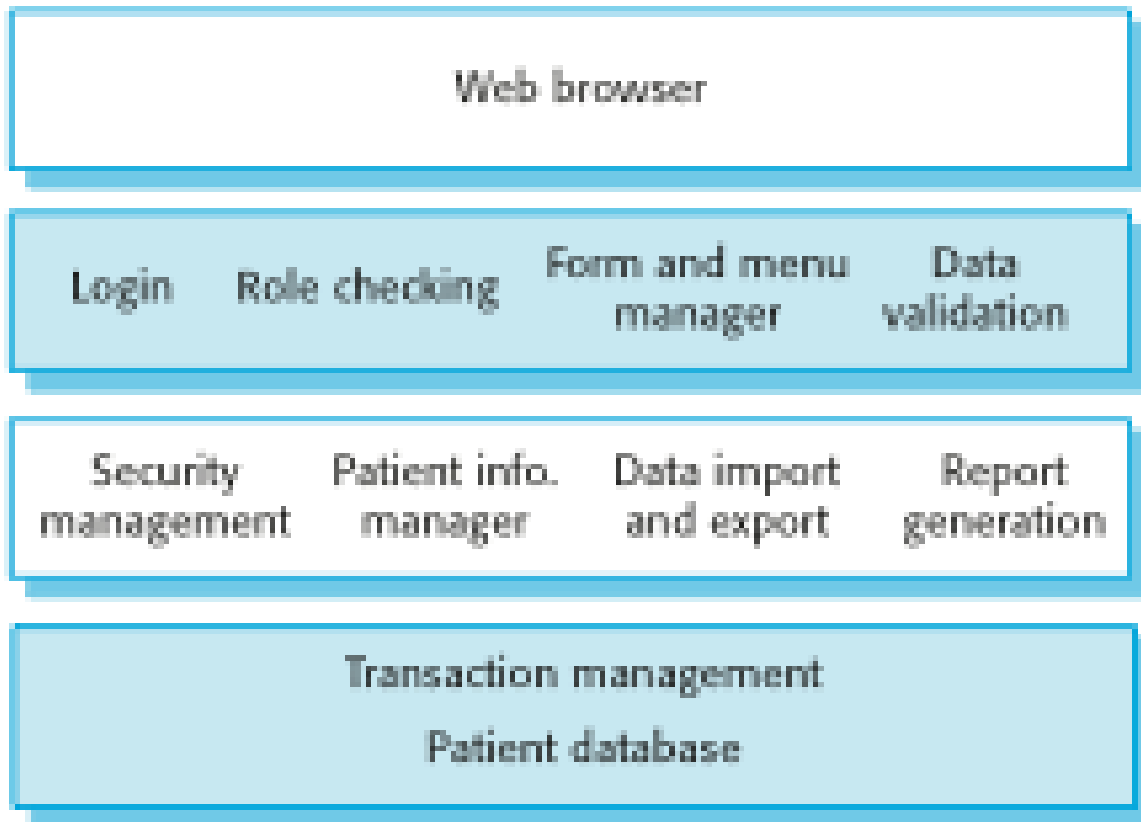 Web browser
Login
Role checking
Form and menu
manager
Data
validation
Security
management
Patient info.
manager
Data import
and export
Report
generation
Transaction management
Patient database